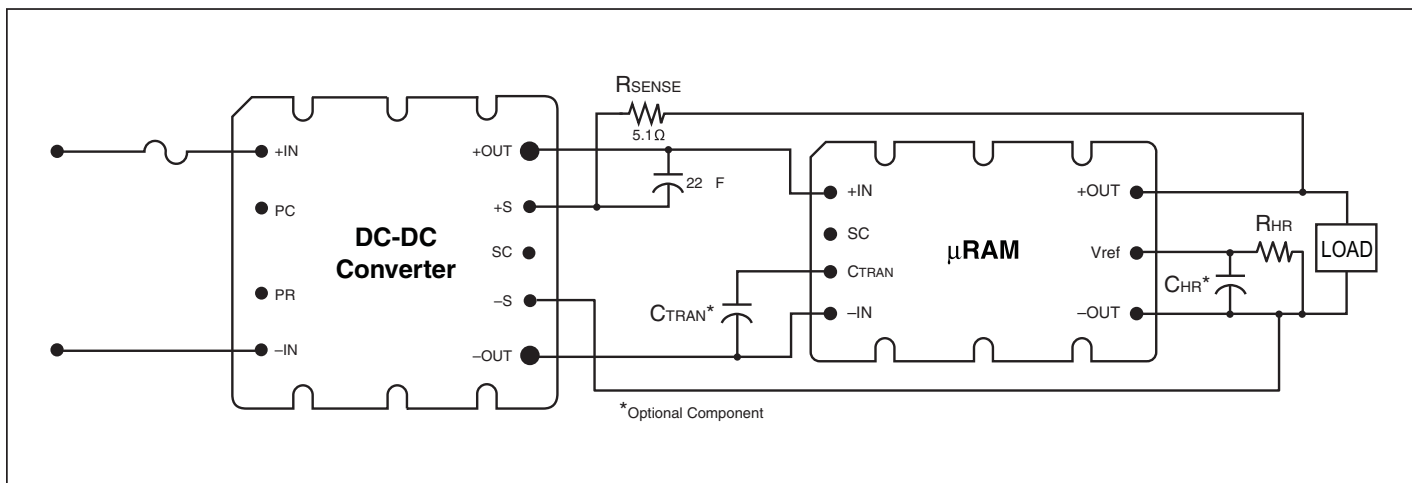 RSENSE
5.1Ω
+IN
PC
PR
–IN
DC-DC
Converter
+OUT
+S
SC
–S
–OUT
22 F
CTRAN*
+IN
SC
CTRAN
–IN
µRAM
+OUT
Vref
–OUT
RHR
CHR*
LOAD
*Optional Component